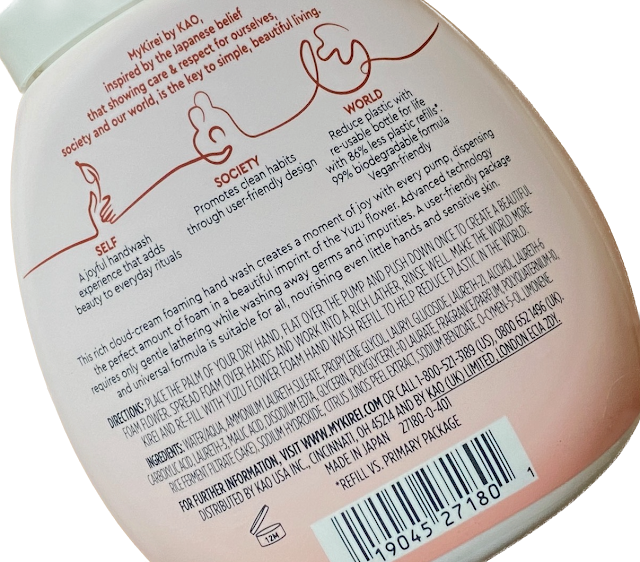 MyKirei by KAO,
inspired by the Japanese belief
that showing care & respect for ourselves,
society and our world, is the key to simple, beautiful living.
SELF
A joyful handwash
experience that adds
beauty to everyday rituals
SOCIETY
Promotes clean habits
through user-friendly design
WORLD
Reduce plastic with
re-usable bottle for life
with 86% less plastic refills*.
99% biodegradable formula
Vegan-friendly
This rich cloud-cream foaming hand wash creates a moment of joy with every pump, dispensing
the perfect amount of foam in a beautiful imprint of the Yuzu flower. Advanced technology
requires only gentle lathering while washing away germs and impurities. A user-friendly package
and universal formula is suitable for all, nourishing even little hands and sensitive skin.
DIRECTIONS: PLACE THE PALM OF YOUR DRY HAND, FLAT OVER THE PUMP AND PUSH DOWN ONCE TO CREATE A BEAUTIFUL
FOAM FLOWER. SPREAD FOAM OVER HANDS AND WORK INTO A RICH LATHER, RINSE WELL. MAKE THE WORLD MORE
KIREI AND RE-FILL WITH YUZU FLOWER FOAM HAND WASH REFILL TO HELP REDUCE PLASTIC IN THE WORLD.
INGREDIENTS: WATER/AQUA, AMMONIUM LAURETH SULFATE, PROPYLENE GLYCOL, LAURYL GLUCOSIDE, LAURETH-21, ALCOHOL, LAURETH-6
CARBOXYLIC ACID, LAURETH-3, MALIC ACID, DISODIUM EDTA, GLYCERIN, POLYGLYCERYL-10 LAURATE, FRAGRANCE/PARFUM, POLYQUATERNIUM-10,
RICE FERMENT FILTRATE (SAKE), SODIUM HYDROXIDE, CITRUS JUNOS PEEL EXTRACT, SODIUM BENZOATE, O-CYMEN-5-OL, LIMONENE
FOR FURTHER INFORMATION, VISIT WWW.MYKIREI.COM OR CALL 1-800-521-389 (US), 0800 652 1496 (UK).
DISTRIBUTED BY KAO USA INC., CINCINNATI, OH 45214 AND BY KAO (UK) LIMITED, LONDON EC1A 2DY.
MADE IN JAPAN 27180-0-401
*REFILL VS. PRIMARY PACKAGE
12M
19045 27180 1